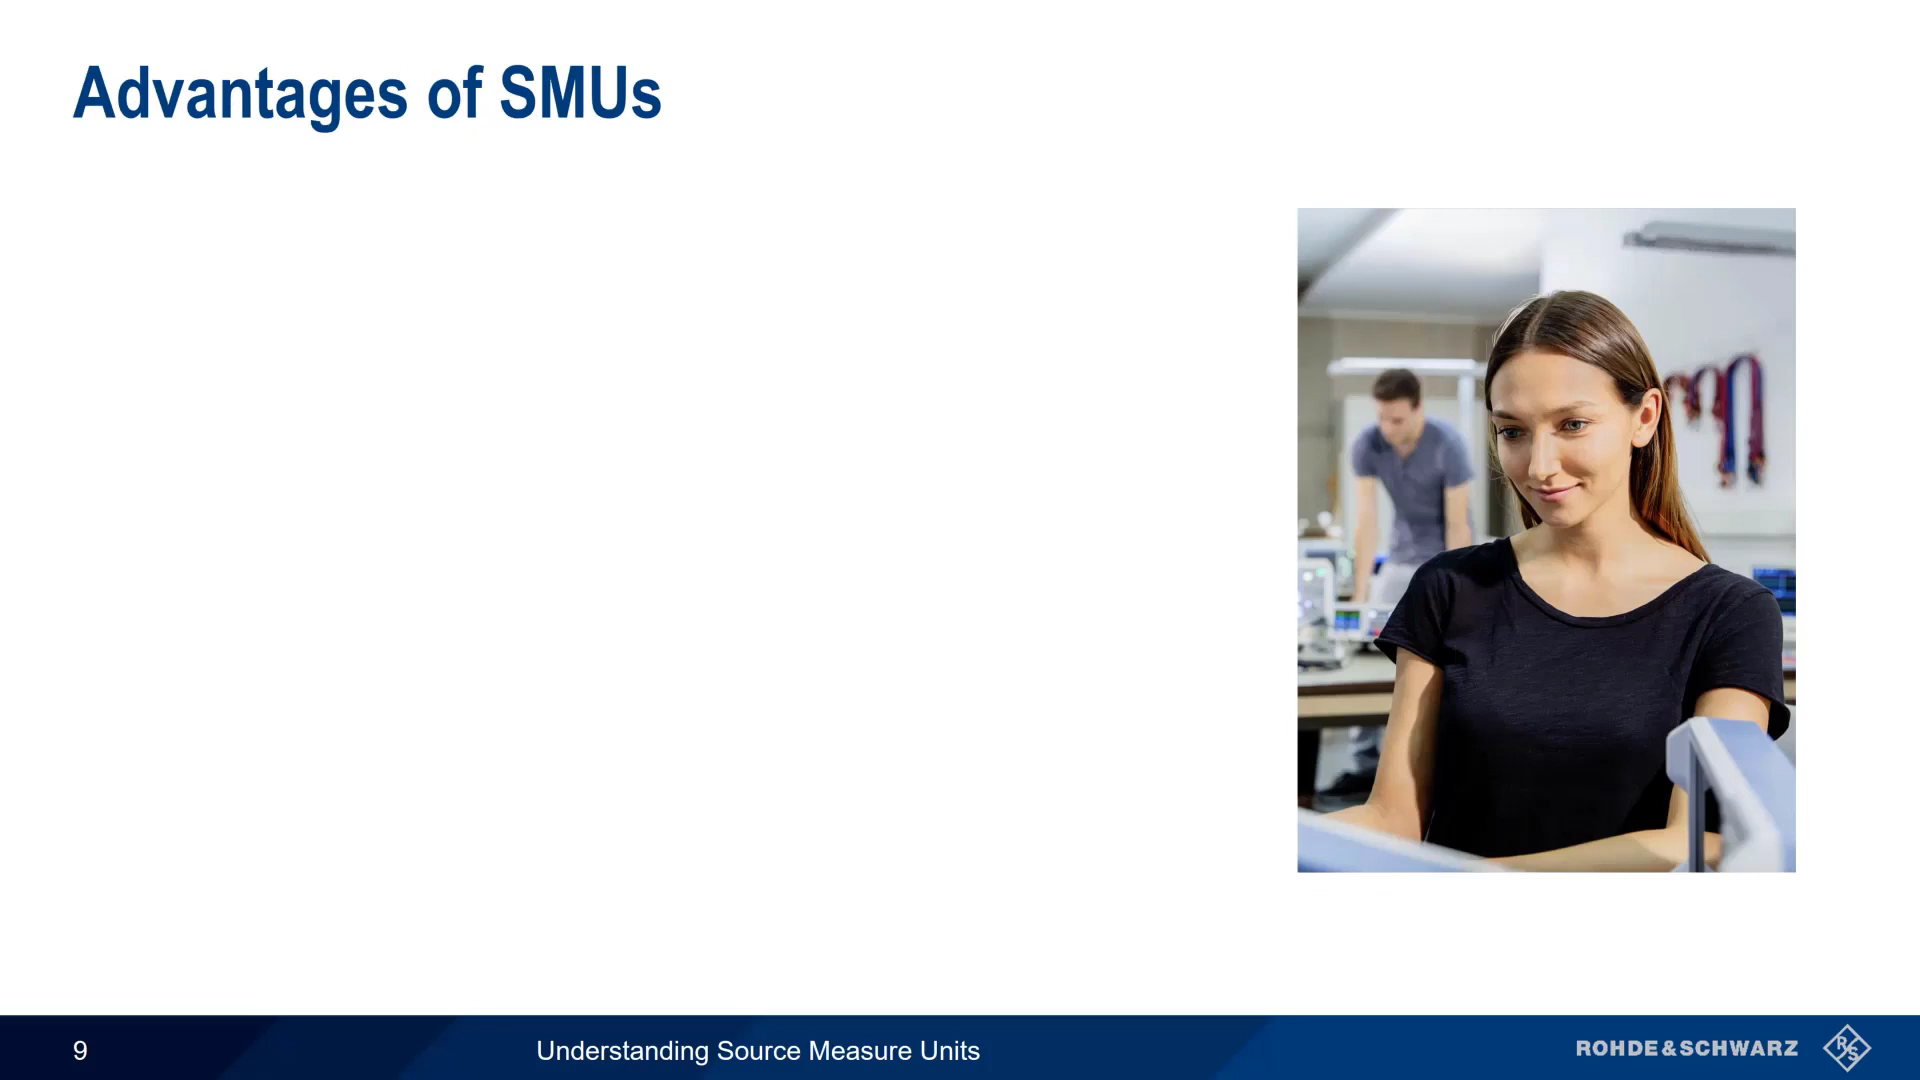 Advantages of SMUs
9
Understanding Source Measure Units
ROHDE&SCHWARZ
R&S